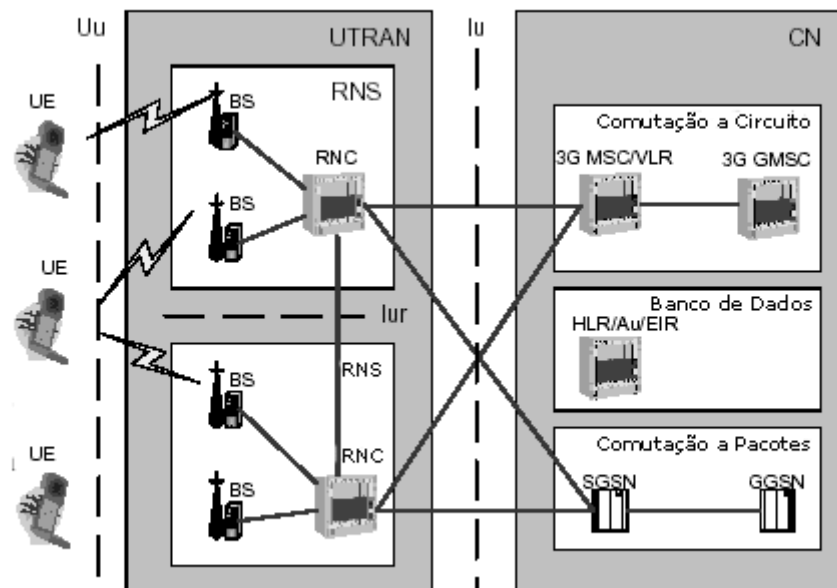 Uu
UTRAN
Iu
CN
UE
BS
RNS
RNC
BS
Comutação a Circuito
3G MSC/VLR
3G GMSC
UE
Iur
Banco de Dados
HLR/Au/EIR
BS
RNS
RNC
BS
Comutação a Pacotes
SGSN
GGSN
UE